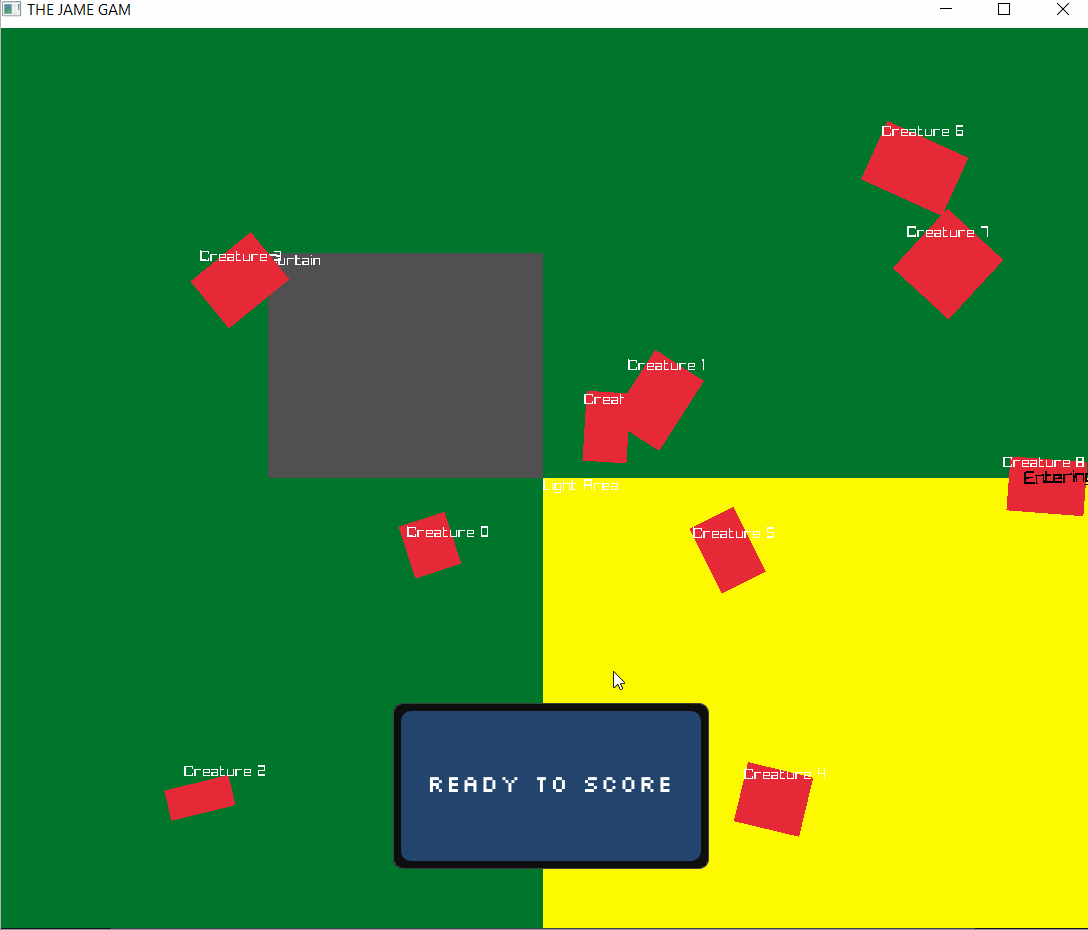 THE JAME GAM
Creature 6
Creature 7
Creature 3
urtain
Creature 1
Creat
Creature 8
Entering
Light Area
Creature 0
Creature 5
Creature 2
Creature 4
READY TO SCORE